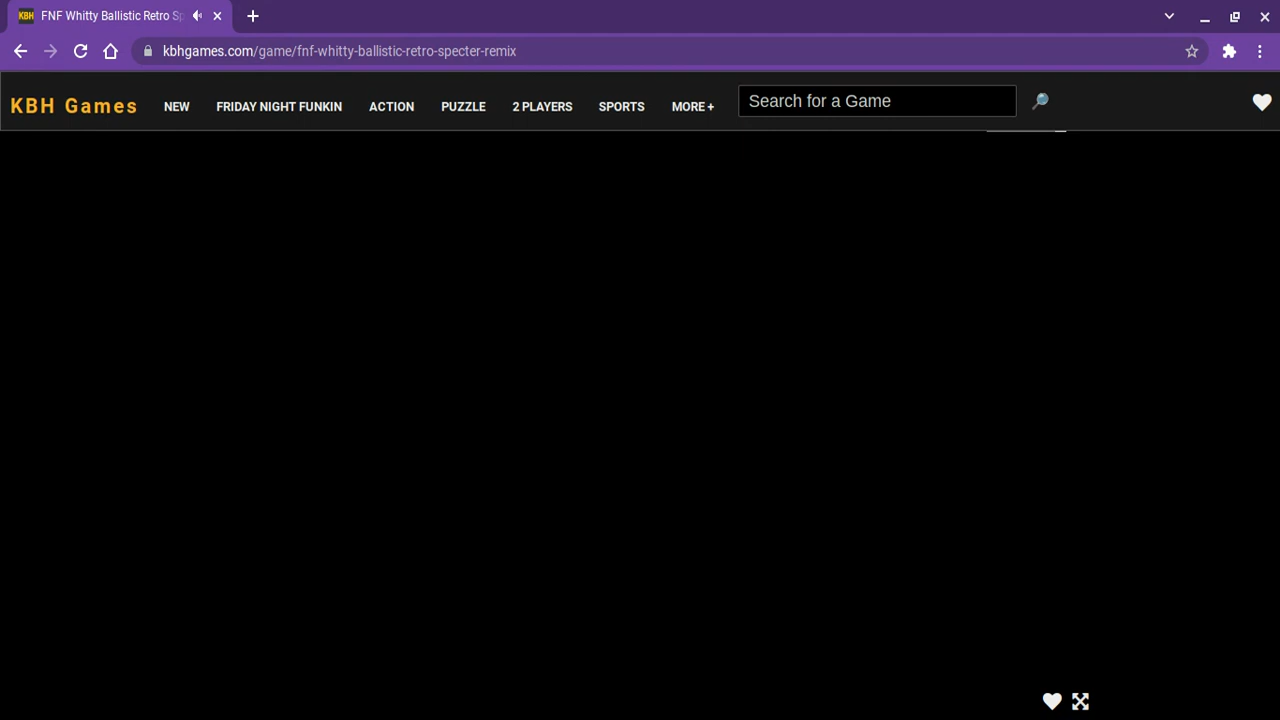 KBH FNF Whitty Ballistic Retro Sp
kbhgames.com/game/fnf-whitty-ballistic-retro-specter-remix
KBH Games NEW FRIDAY NIGHT FUNKIN ACTION PUZZLE 2 PLAYERS SPORTS MORE + Search for a Game